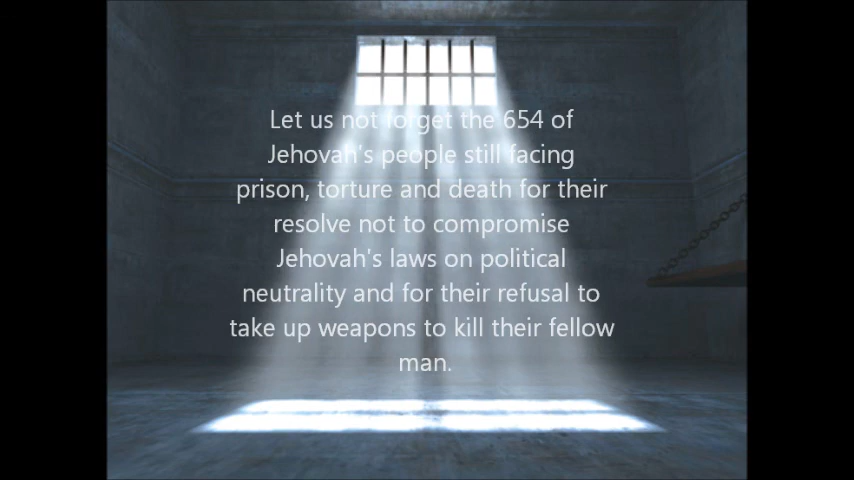 Let us not forget the 654 of
Jehovah's people still facing
prison, torture and death for their
resolve not to compromise
Jehovah's laws on political
neutrality and for their refusal to
take up weapons to kill their fellow
man.